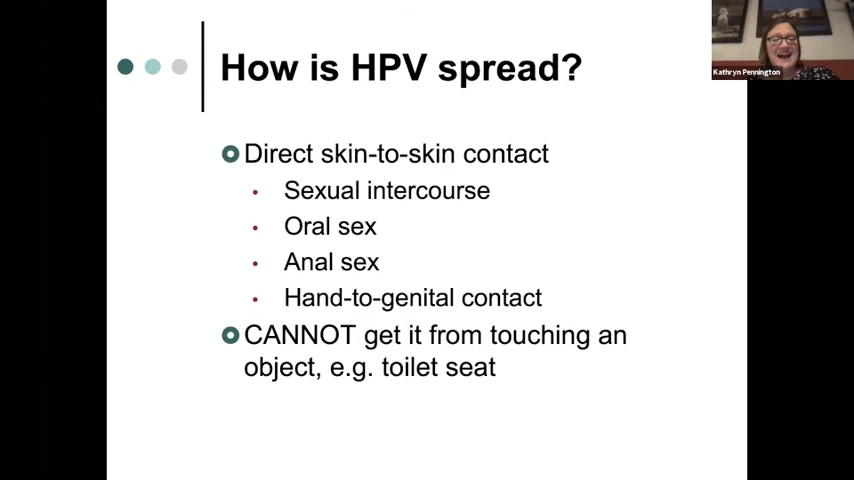 How is HPV spread?
Kathryn Pennington
Direct skin-to-skin contact
Sexual intercourse
Oral sex
Anal sex
Hand-to-genital contact
CANNOT get it from touching an
object, e.g. toilet seat